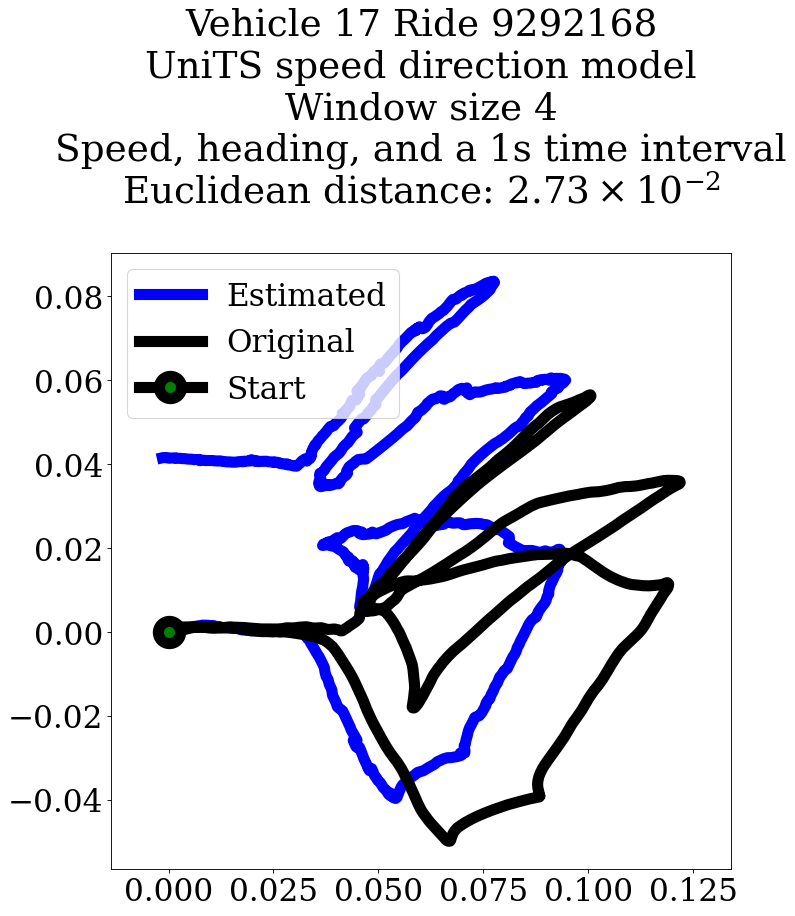 Vehicle 17 Ride 9292168
UniTS speed direction model
Window size 4
Speed, heading, and a 1s time interval
Euclidean distance: 2.73 × 10⁻²
Estimated
Original
Start
0.08
0.06
0.04
0.02
0.00
−0.02
−0.04
0.000 0.025 0.050 0.075 0.100 0.125